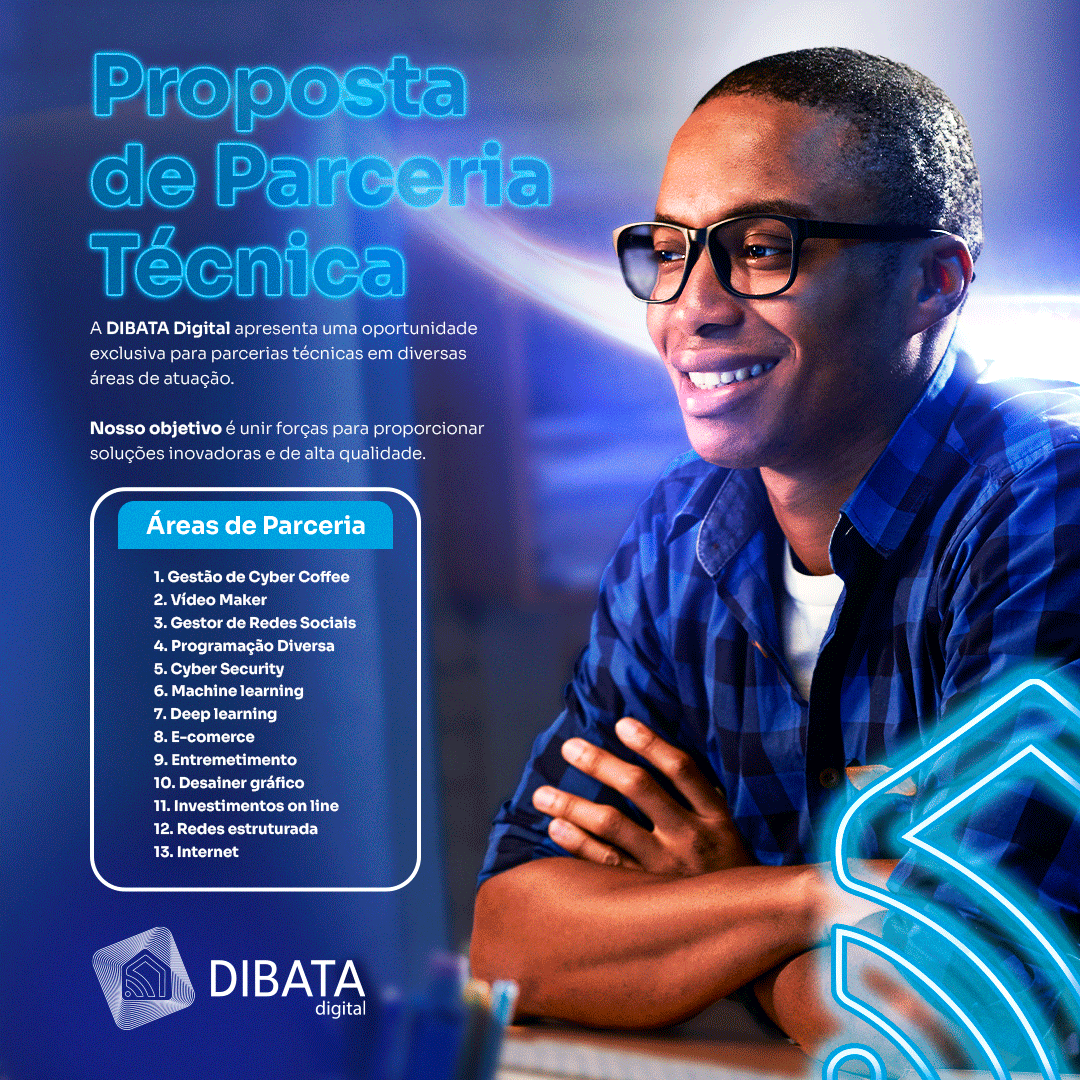 Proposta
de Parceria
Técnica
A DIBATA Digital apresenta uma oportunidade
exclusiva para parcerias técnicas em diversas
áreas de atuação.
Nosso objetivo é unir forças para proporcionar
soluções inovadoras e de alta qualidade.
Áreas de Parceria
1. Gestão de Cyber Coffee
2. Vídeo Maker
3. Gestor de Redes Sociais
4. Programação Diversa
5. Cyber Security
6. Machine learning
7. Deep learning
8. E-comerce
9. Entremetimento
10. Desainer gráfico
11. Investimentos on line
12. Redes estruturada
13. Internet
DIBATA
digital